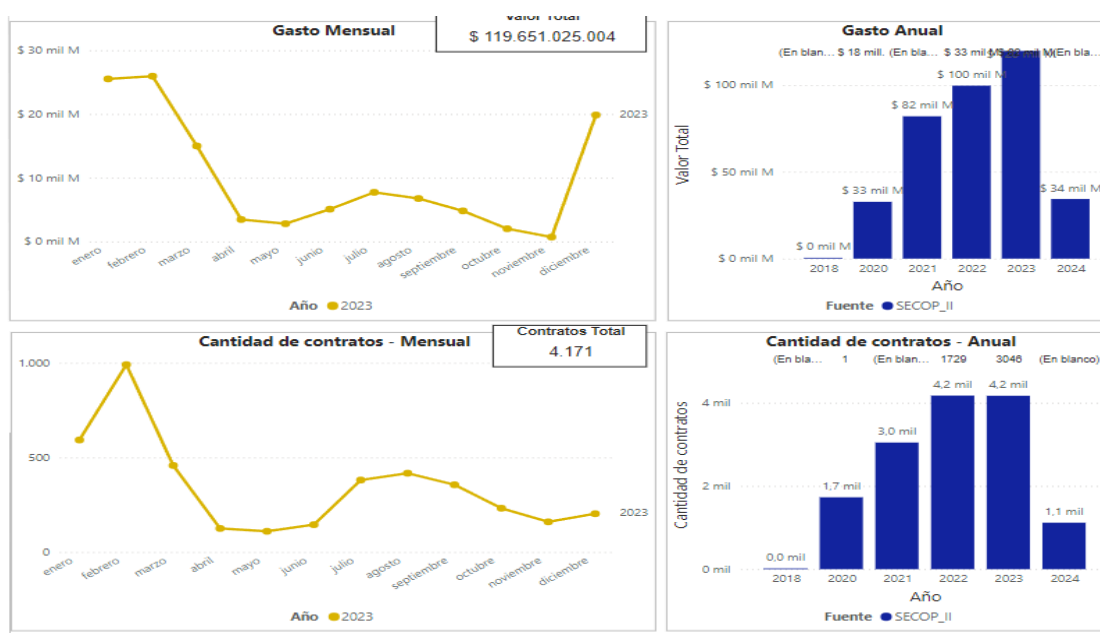 Gasto Mensual
Valor Total
$ 119.651.025.004
$ 30 mil M
$ 20 mil M
$ 10 mil M
$ 0 mil M
2023
enero
febrero
marzo
abril
mayo
junio
julio
agosto
septiembre
octubre
noviembre
diciembre
Año 2023
Gasto Anual
(En blan... $ 18 mill. (En bla... $ 33 mil M (En bla...
Valor Total
$ 100 mil M
$ 50 mil M
$ 0 mil M
$ 0 mil M
$ 33 mil M
$ 82 mil M
$ 100 mil M
$ 34 mil M
2018 2020 2021 2022 2023 2024
Año
Fuente SECOP_II
Cantidad de contratos - Mensual
Contratos Total
4.171
1.000
500
0
2023
enero
febrero
marzo
abril
mayo
junio
julio
agosto
septiembre
octubre
noviembre
diciembre
Año 2023
Cantidad de contratos - Anual
(En bla... 1 (En blan... 1729 3046 (En blanco)
Cantidad de contratos
4 mil
2 mil
0 mil
0,0 mil
1,7 mil
3,0 mil
4,2 mil
4,2 mil
1,1 mil
2018 2020 2021 2022 2023 2024
Año
Fuente SECOP_II